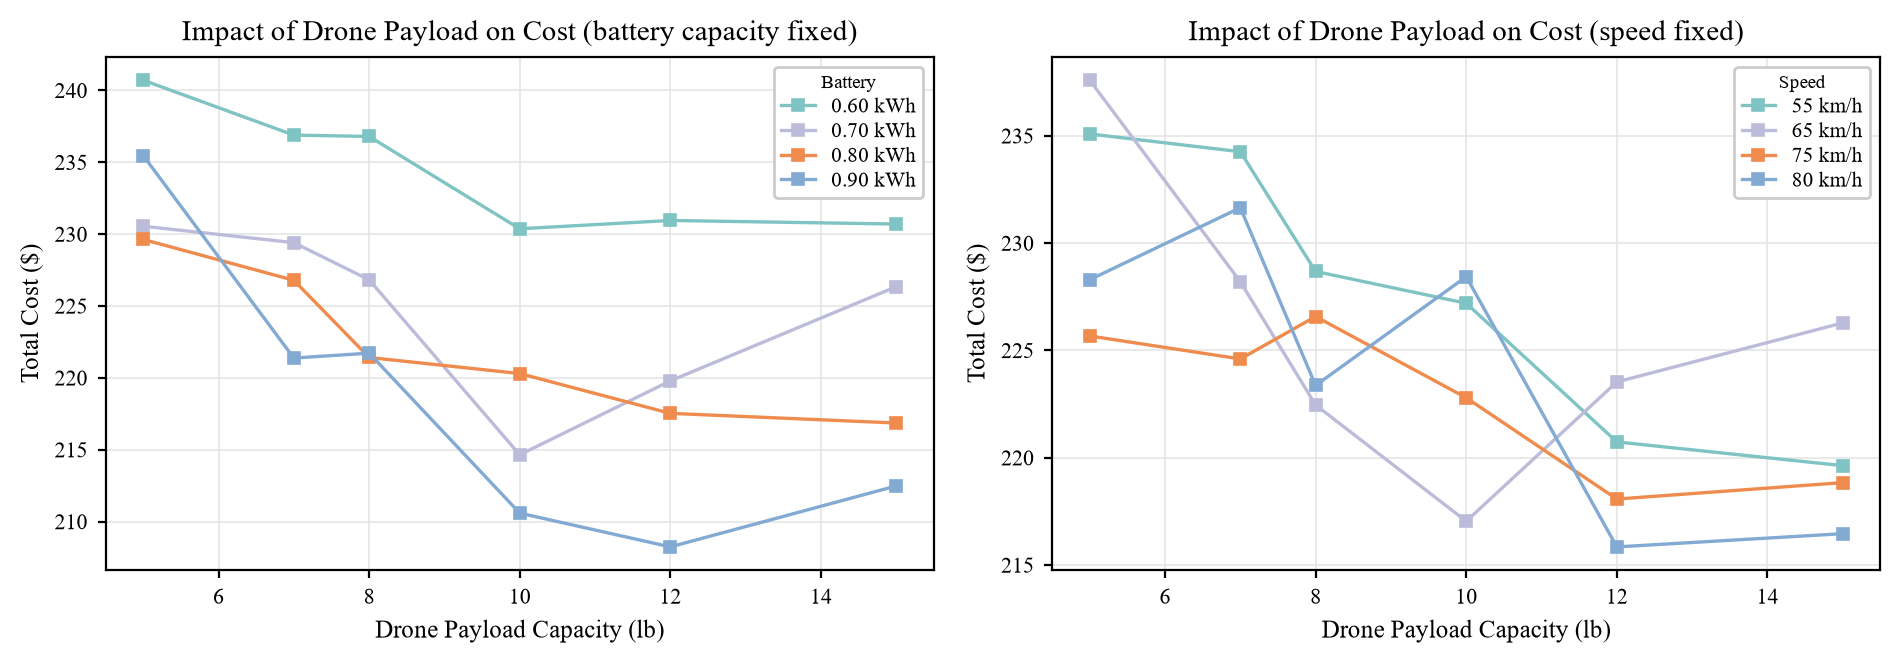 Impact of Drone Payload on Cost (battery capacity fixed)
Total Cost ($)
240
235
230
225
220
215
210
6
8
10
12
14
Drone Payload Capacity (lb)
Battery
0.60 kWh
0.70 kWh
0.80 kWh
0.90 kWh
Impact of Drone Payload on Cost (speed fixed)
Total Cost ($)
235
230
225
220
215
6
8
10
12
14
Drone Payload Capacity (lb)
Speed
55 km/h
65 km/h
75 km/h
80 km/h